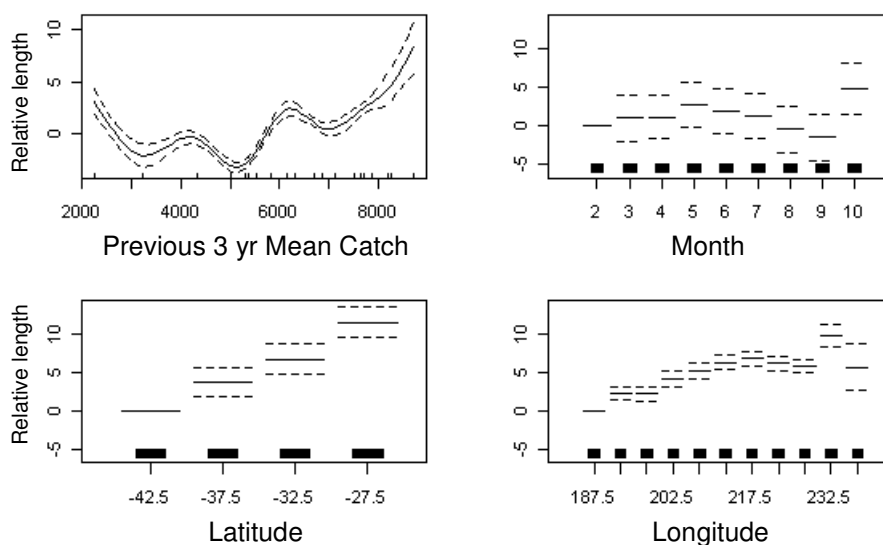 Relative length
10
5
0
2000 4000 6000 8000
Previous 3 yr Mean Catch
10
5
0
-5
2 3 4 5 6 7 8 9 10
Month
Relative length
10
5
0
-5
-42.5 -37.5 -32.5 -27.5
Latitude
10
5
0
-5
187.5 202.5 217.5 232.5
Longitude